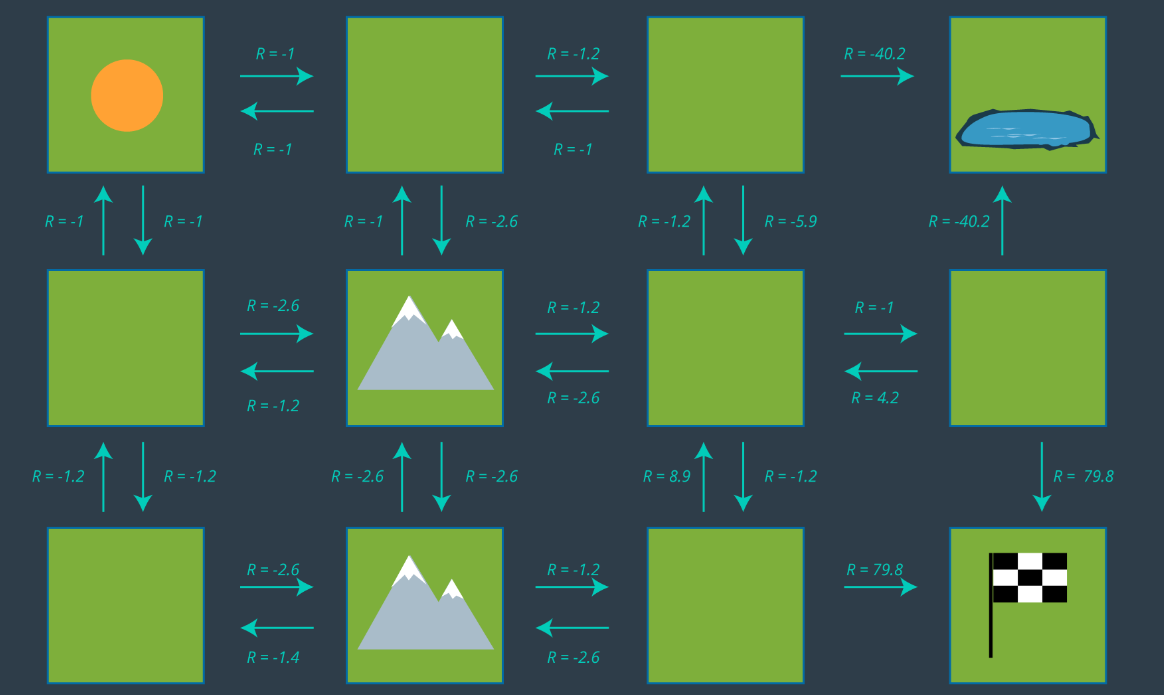 R = -1
R = -1.2
R = -40.2
R = -1
R = -1
R = -1
R = -1
R = -1
R = -2.6
R = -1.2
R = -5.9
R = -40.2
R = -2.6
R = -1.2
R = -1
R = -1.2
R = -2.6
R = 4.2
R = -1.2
R = -1.2
R = -2.6
R = -2.6
R = 8.9
R = -1.2
R = 79.8
R = -2.6
R = -1.2
R = 79.8
R = -1.4
R = -2.6